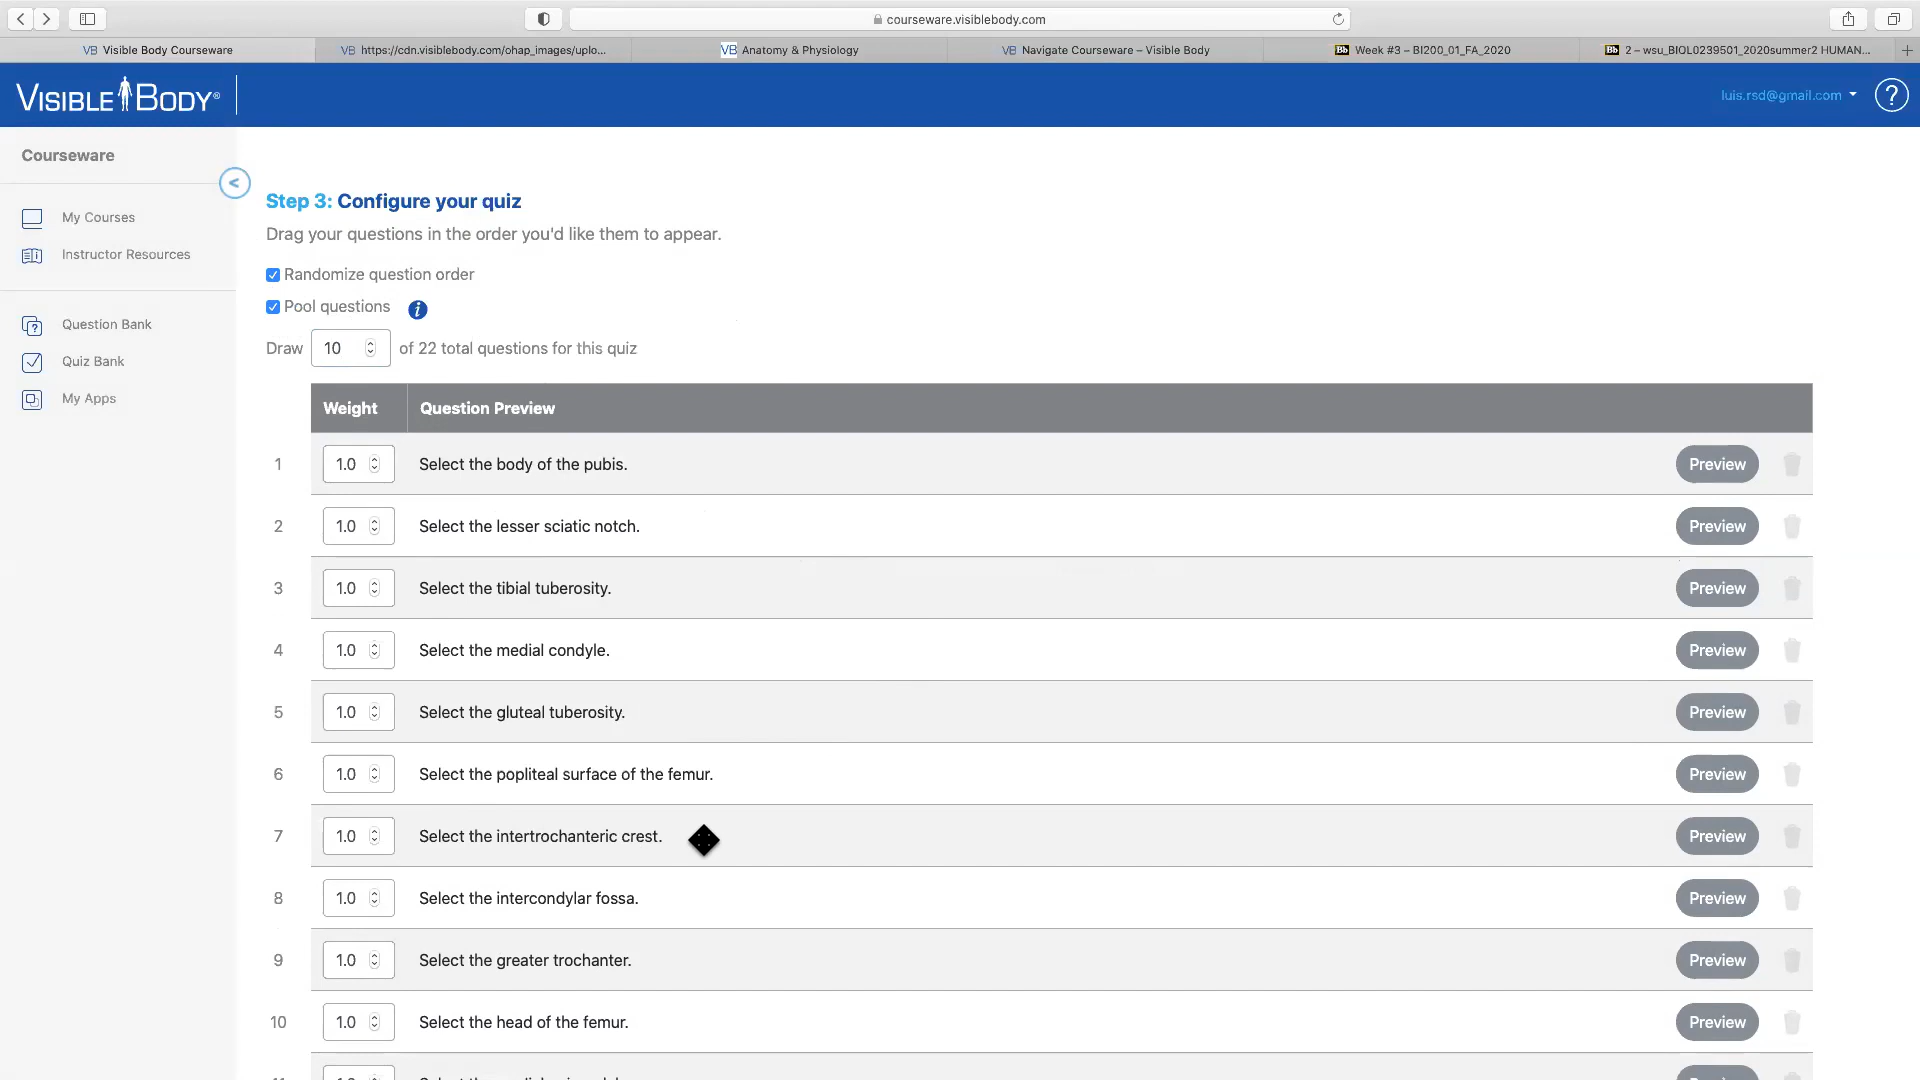 courseware.visiblebody.com
VB Visible Body Courseware
VB https://cdn.visiblebody.com/ohap_images/uplo...
VB Anatomy & Physiology
VB Navigate Courseware – Visible Body
Bb Week #3 – BI200_01_FA_2020
Bb 2 – wsu_BIOL0239501_2020summer2 HUMAN...
VISIBLE BODY®
luis.rsd@gmail.com
?
Courseware
<
My Courses
Instructor Resources
Question Bank
Quiz Bank
My Apps
Step 3: Configure your quiz
Drag your questions in the order you'd like them to appear.
Randomize question order
Pool questions i
Draw 10 of 22 total questions for this quiz
Weight Question Preview
1 1.0 Select the body of the pubis. Preview
2 1.0 Select the lesser sciatic notch. Preview
3 1.0 Select the tibial tuberosity. Preview
4 1.0 Select the medial condyle. Preview
5 1.0 Select the gluteal tuberosity. Preview
6 1.0 Select the popliteal surface of the femur. Preview
7 1.0 Select the intertrochanteric crest. Preview
8 1.0 Select the intercondylar fossa. Preview
9 1.0 Select the greater trochanter. Preview
10 1.0 Select the head of the femur. Preview